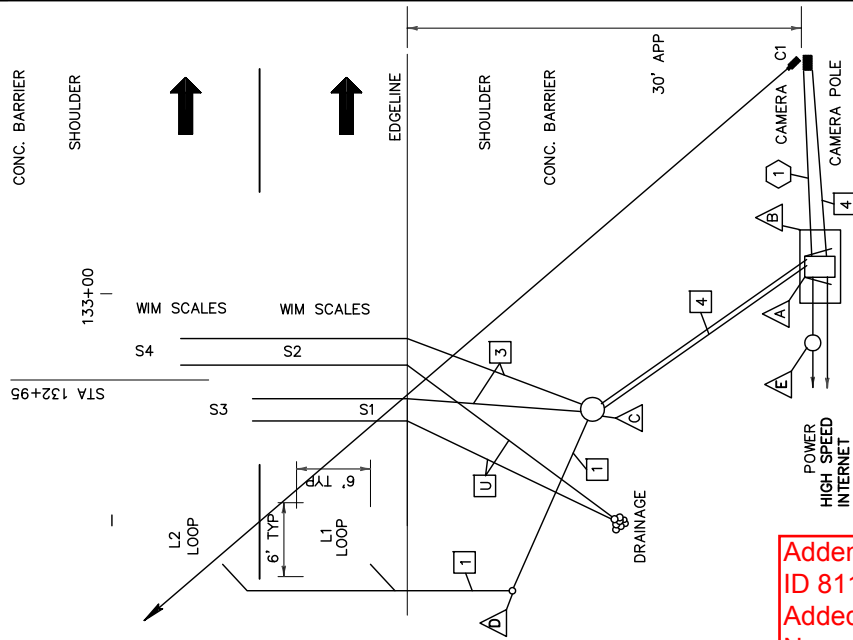 CONC. BARRIER
SHOULDER
EDGELINE
SHOULDER
CONC. BARRIER
30' APP
CAMERA C1
CAMERA POLE
133+00
WIM SCALES
WIM SCALES
S4
S2
STA 132+95
S3
S1
6' TYP
6' TYP
L2
LOOP
L1
LOOP
1
4
B
A
4
3
E
C
U
1
1
D
DRAINAGE
POWER
HIGH SPEED
INTERNET
ID 811
Added